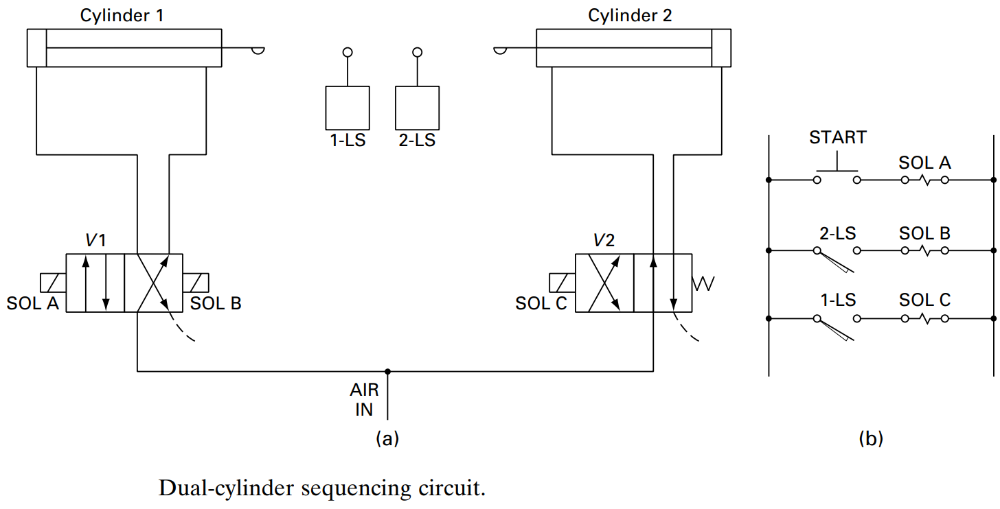 Cylinder 1
Cylinder 2
1-LS
2-LS
START
SOL A
V1
V2
2-LS
SOL B
SOL A
SOL B
SOL C
1-LS
SOL C
AIR
IN
(a)
(b)
Dual-cylinder sequencing circuit.